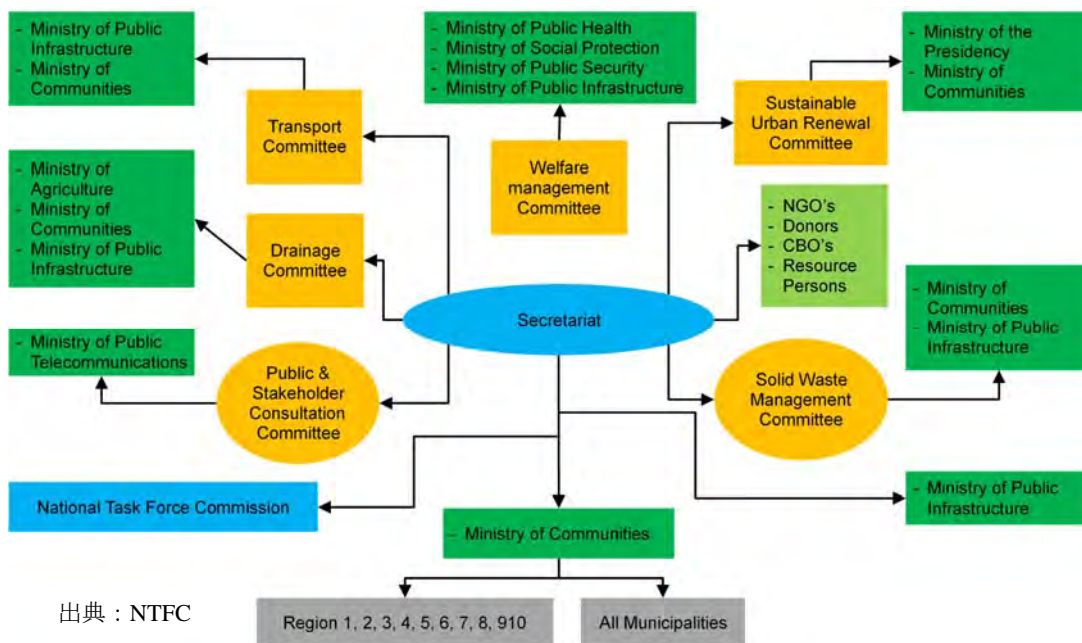 - Ministry of Public
Infrastructure
- Ministry of
Communities
- Ministry of Public Health
- Ministry of Social Protection
- Ministry of Public Security
- Ministry of Public Infrastructure
- Ministry of the
Presidency
- Ministry of
Communities
Transport
Committee
Welfare
management
Committee
Sustainable
Urban Renewal
Committee
- Ministry of
Agriculture
- Ministry of
Communities
- Ministry of Public
Infrastructure
Drainage
Committee
- NGO's
- Donors
- CBO's
- Resource
Persons
Secretariat
- Ministry of
Communities
- Ministry of Public
Infrastructure
- Ministry of Public
Telecommunications
Public &
Stakeholder
Consultation
Committee
Solid Waste
Management
Committee
National Task Force Commission
- Ministry of Public
Infrastructure
- Ministry of Communities
出典：NTFC
Region 1, 2, 3, 4, 5, 6, 7, 8, 910
All Municipalities